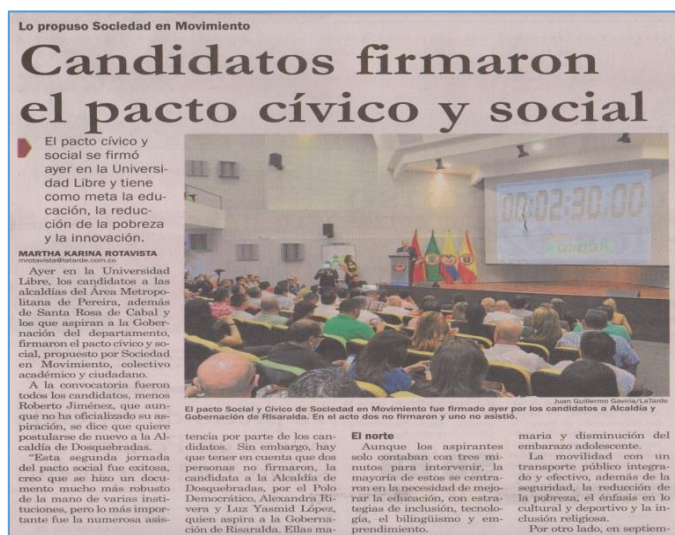 Lo propuso Sociedad en Movimiento
Candidatos firmaron
el pacto cívico y social
El pacto cívico y
social se firmó
ayer en la Universi-
dad Libre y tiene
como meta la edu-
cación, la reduc-
ción de la pobreza
y la innovación.
MARTHA KARINA ROTAVISTA
mrotavista@latarde.com.co
Ayer en la Universidad
Libre, los candidatos a las
alcaldías del Área Metropo-
litana de Pereira, además
de Santa Rosa de Cabal y
los que aspiran a la Gober-
nación del departamento,
firmaron el pacto cívico y so-
cial, propuesto por Sociedad
en Movimiento, colectivo
académico y ciudadano.
A la convocatoria fueron
todos los candidatos, menos
Roberto Jiménez, que aun-
que no ha oficializado su as-
piración, se dice que quiere
postularse de nuevo a la Al-
caldía de Dosquebradas.
"Esta segunda jornada
del pacto social fue exitosa,
creo que se hizo un docu-
mento mucho más robusto
de la mano de varias insti-
tuciones, pero lo más impor-
tante fue la numerosa asis-
00:02:30.00
Juan Guillermo Gaviria/LaTarde
El pacto Social y Cívico de Sociedad en Movimiento fue firmado ayer por los candidatos a Alcaldía y
Gobernación de Risaralda. En el acto dos no firmaron y uno no asistió.
tencia por parte de los can-
didatos. Sin embargo, hay
que tener en cuenta que dos
personas no firmaron, la
candidata a la Alcaldía de
Dosquebradas, por el Polo
Democrático, Alexandra Ri-
vera y Luz Yasmid López,
quien aspira a la Goberna-
ción de Risaralda. Ellas ma-
El norte
Aunque los aspirantes
solo contaban con tres mi-
nutos para intervenir, la
mayoría de estos se centra-
ron en la necesidad de mejo-
rar la educación, con estra-
tegias de inclusión, tecnolo-
gía, el bilingüismo y em-
prendimiento.
maria y disminución del
embarazo adolescente.
La movilidad con un
transporte público integra-
do y efectivo, además de la
seguridad, la reducción de
la pobreza, el énfasis en lo
cultural y deportivo y la in-
clusión religiosa.
Por otro lado, en septiem-